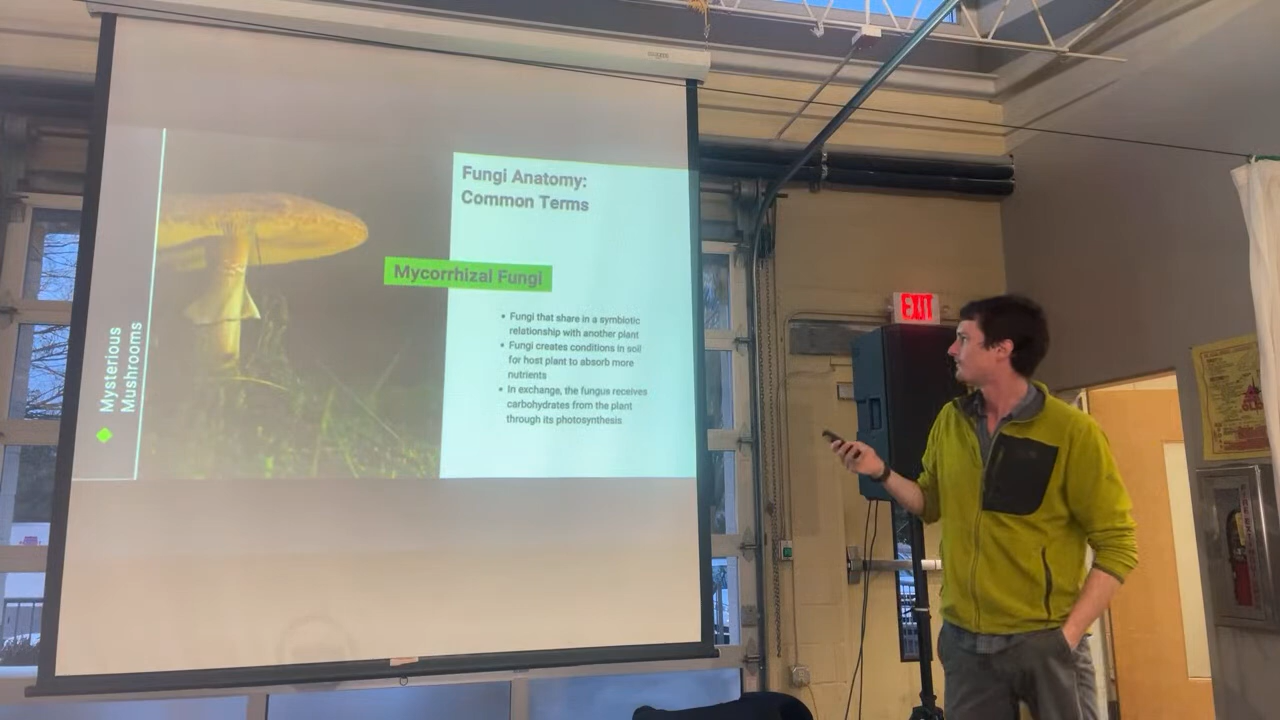 Fungi Anatomy:
Common Terms
Mycorrhizal Fungi
• Fungi that share in a symbiotic
relationship with another plant
• Fungi creates conditions in soil
for host plant to absorb more
nutrients
• In exchange, the fungus receives
carbohydrates from the plant
through its photosynthesis
Mysterious
Mushrooms
EXIT